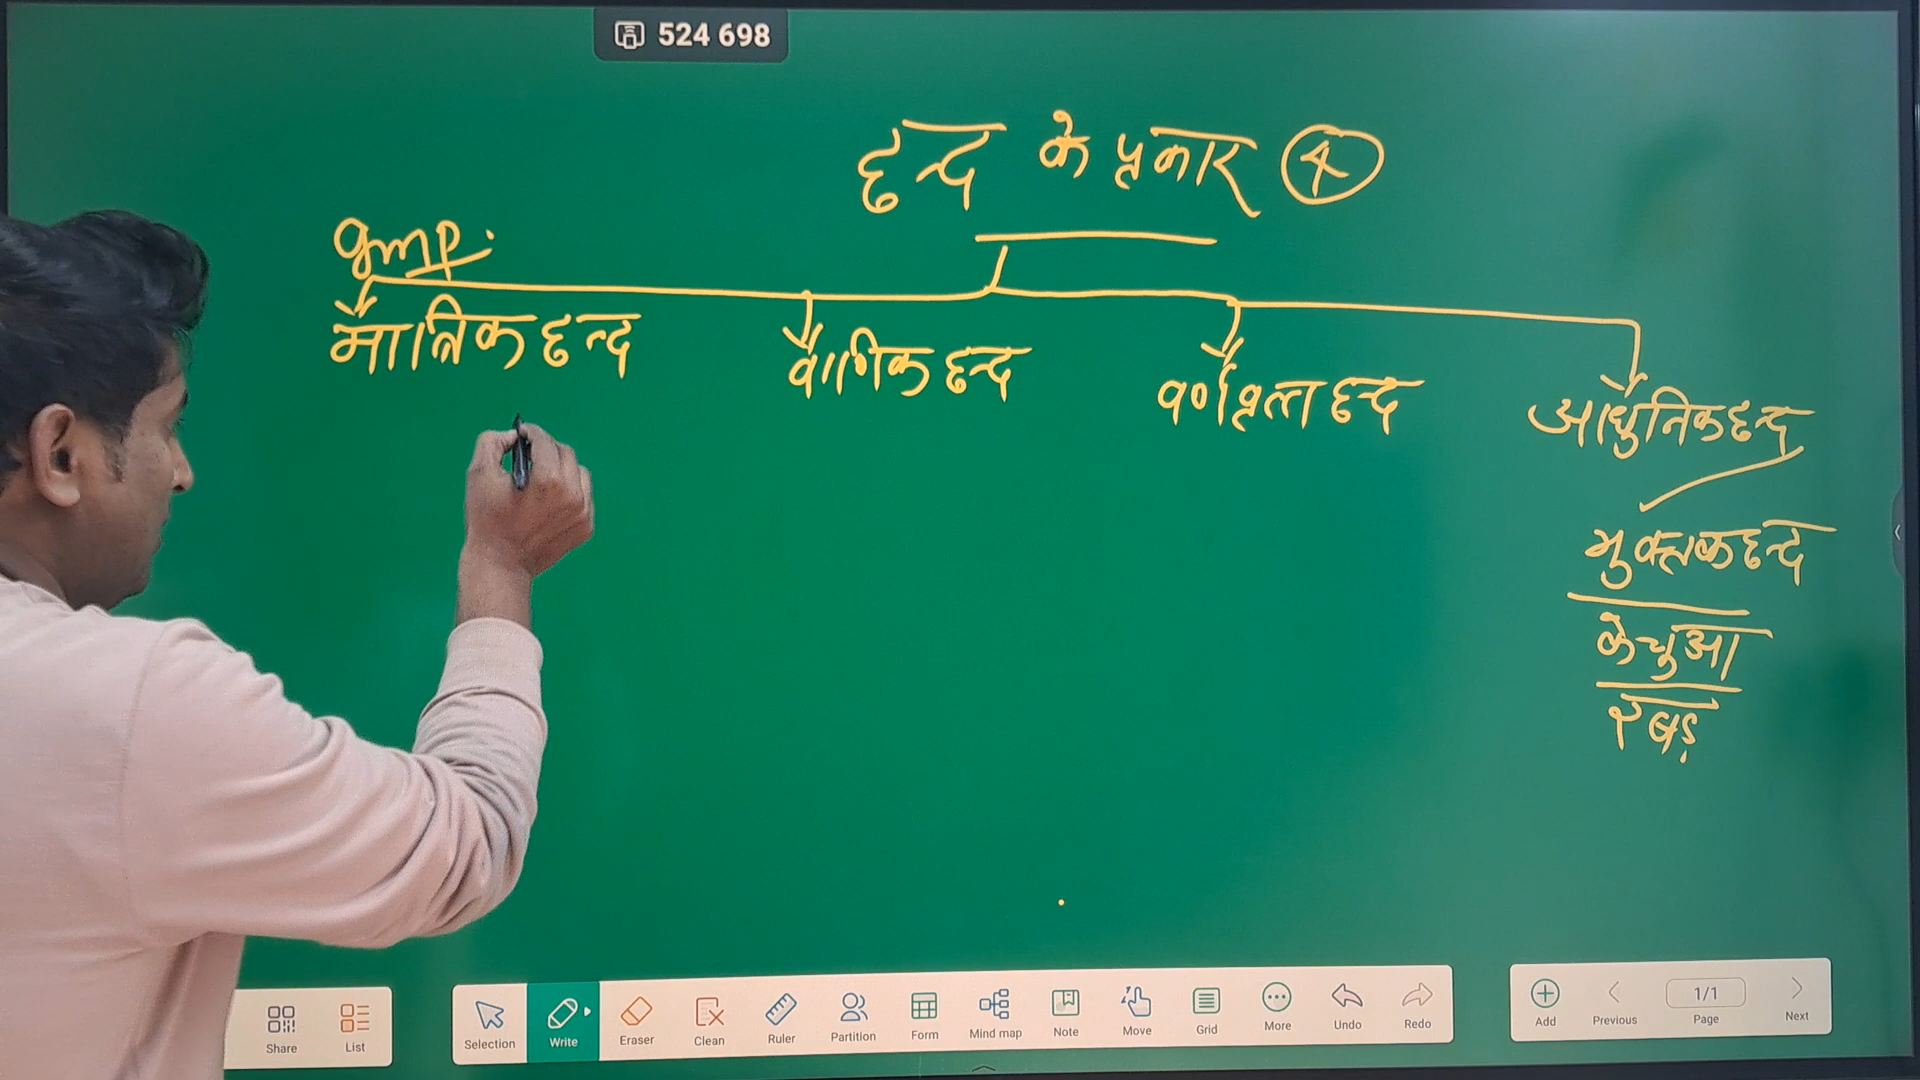 524 698
छन्द के प्रकार ④
gmp.
मात्रिक छन्द
वार्णिक छन्द
वर्णवृत्त छन्द
आधुनिक छन्द
मुक्तक छन्द
केचुआ
रबड़
Share
List
Selection
Write
Eraser
Clean
Ruler
Partition
Form
Mind map
Note
Move
Grid
More
Undo
Redo
Add
Previous
1/1
Page
Next